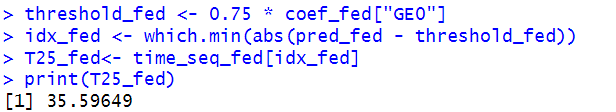 > threshold_fed <- 0.75 * coef_fed["GE0"]
> idx_fed <- which.min(abs(pred_fed - threshold_fed))
> T25_fed<- time_seq_fed[idx_fed]
> print(T25_fed)
[1] 35.59649